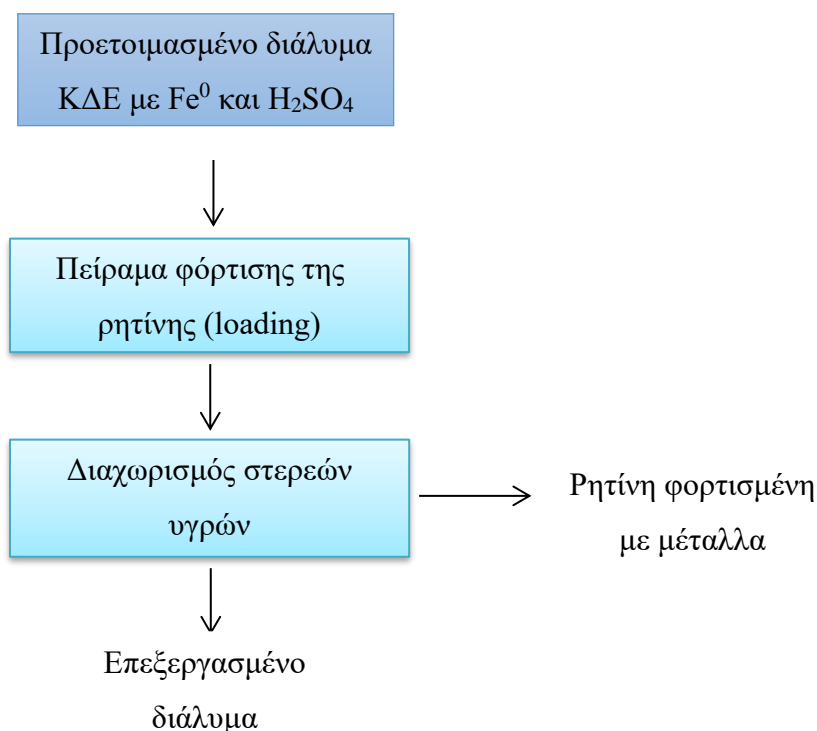 Προετοιμασμένο διάλυμα
ΚΔΕ με Fe⁰ και H₂SO₄
Πείραμα φόρτισης της
ρητίνης (loading)
Διαχωρισμός στερεών
υγρών
Ρητίνη φορτισμένη
με μέταλλα
Επεξεργασμένο
διάλυμα